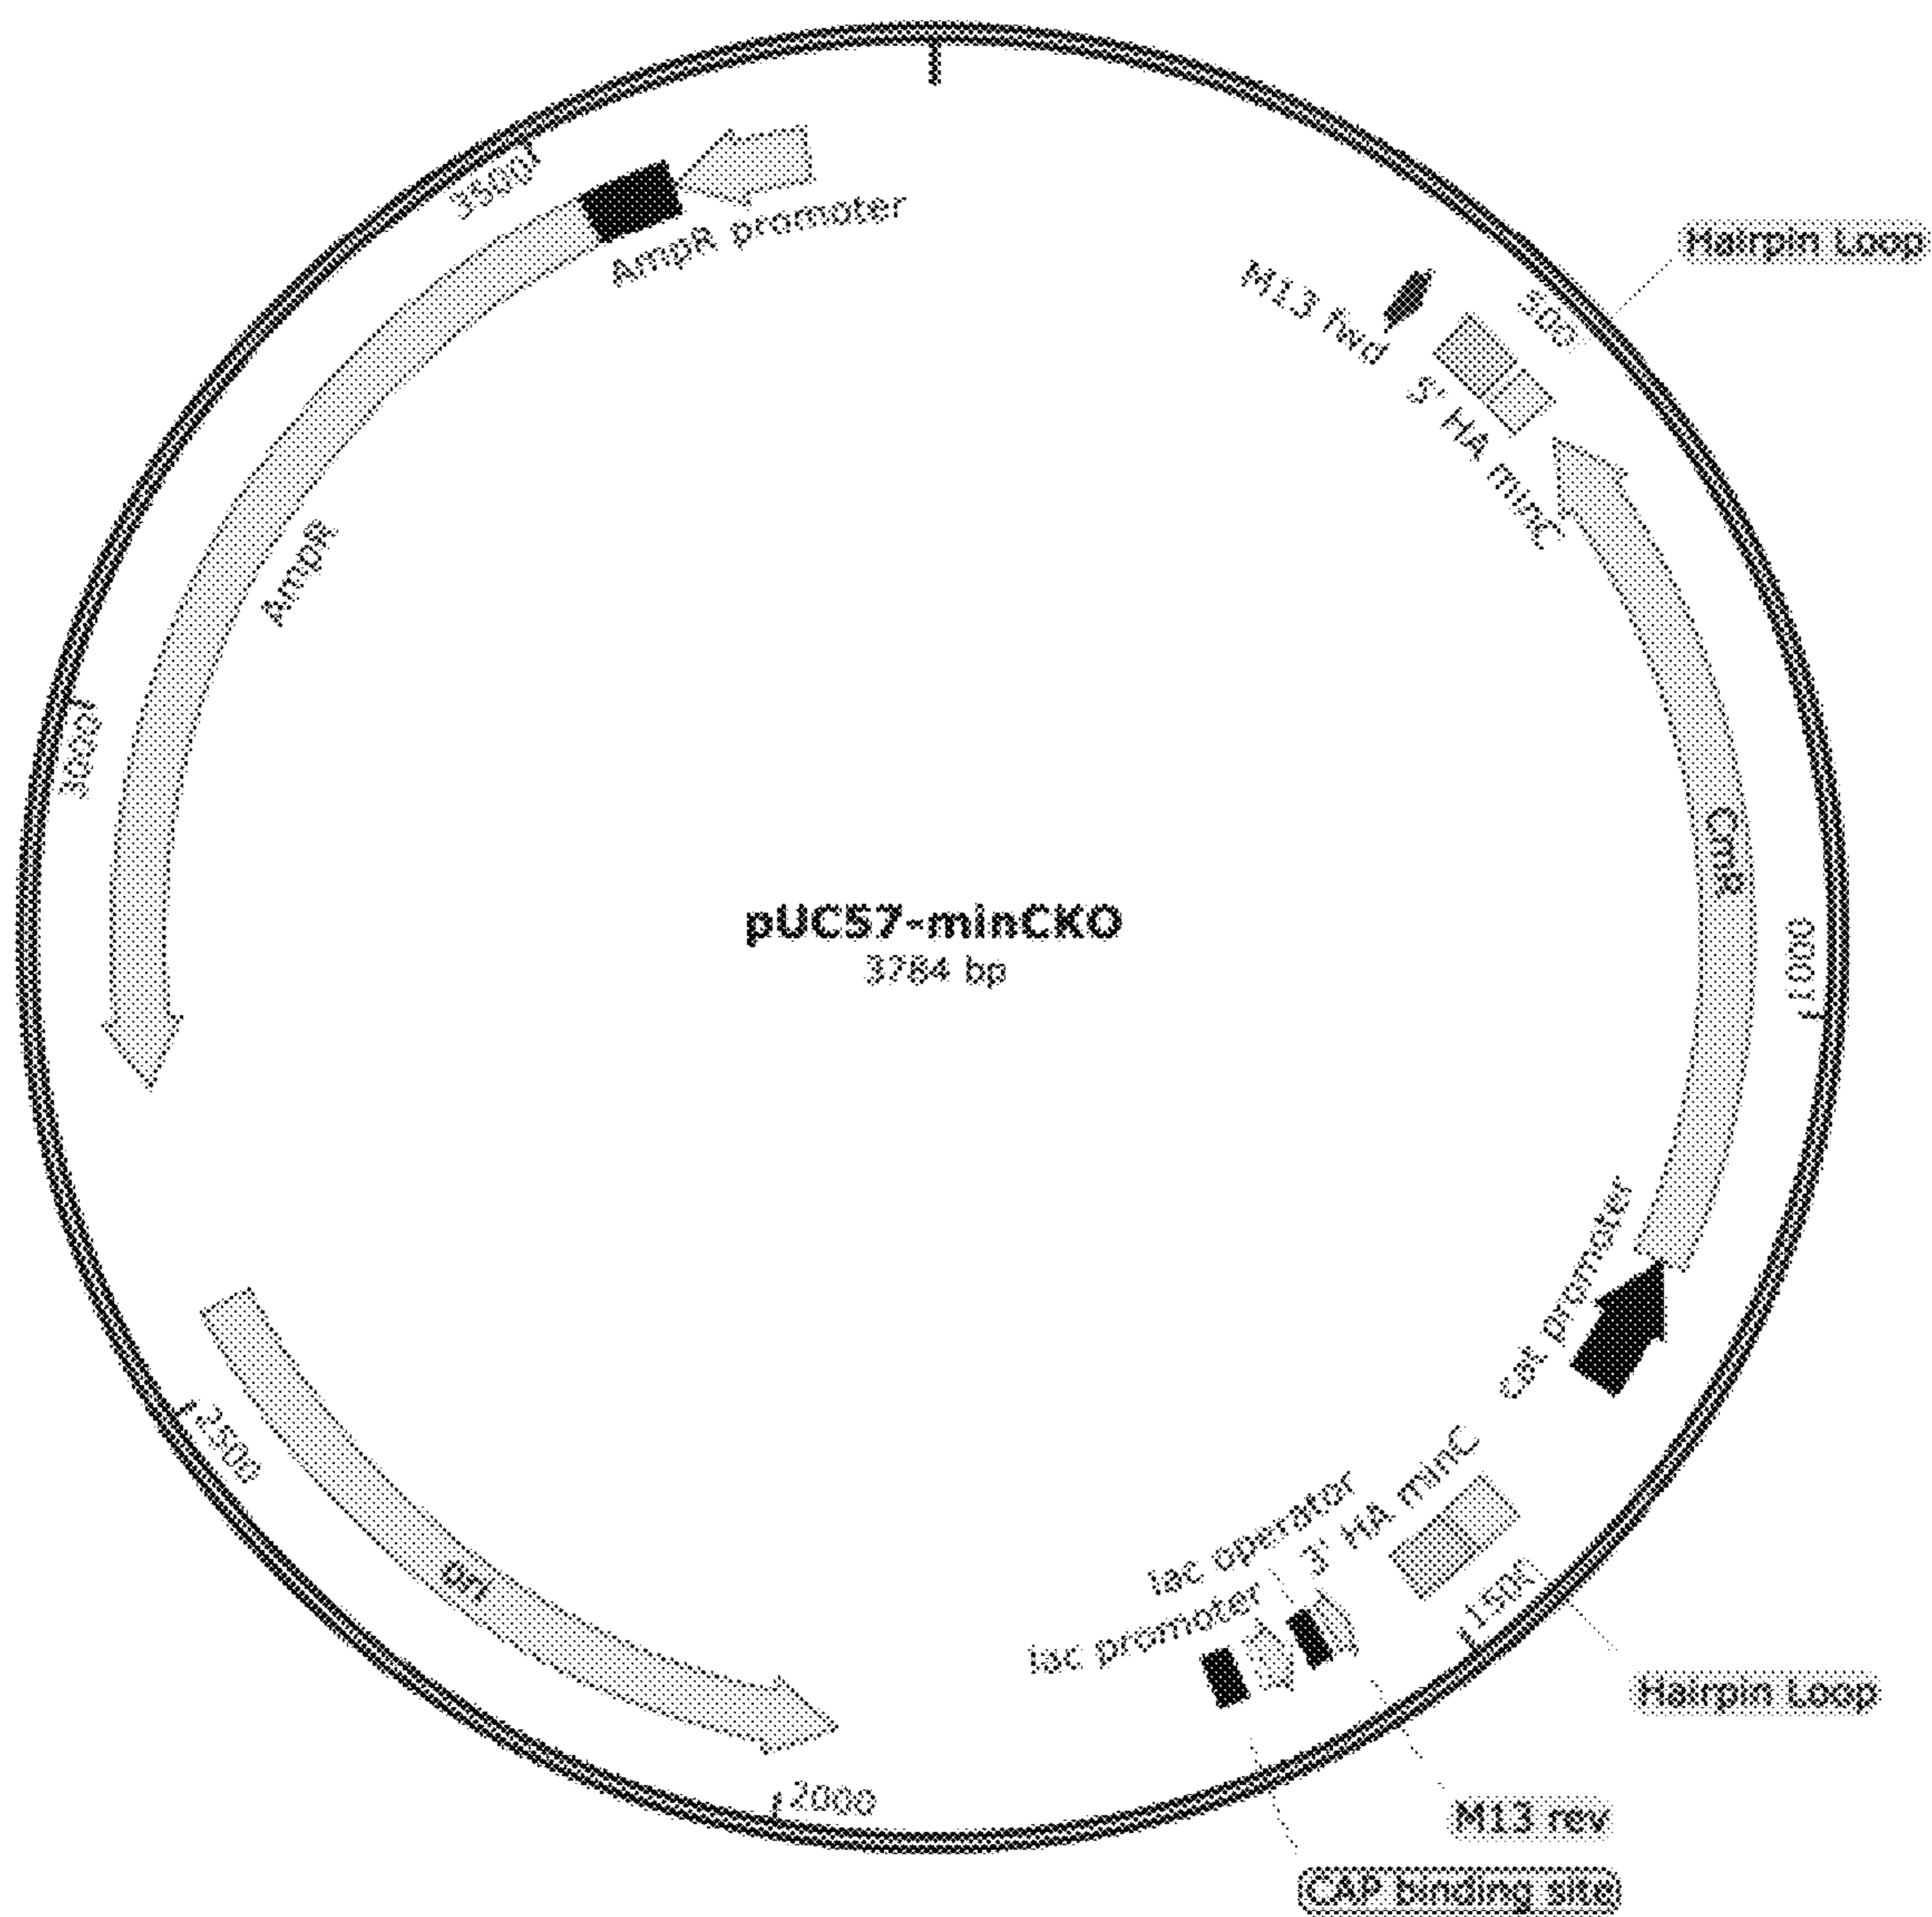 AmpR promoter
3500
Hairpin Loop
M13 fwd
500
5' HA minC
AmpR
3000
CmR
pUC57-minCKO
3784 bp
1000
cat promoter
2500
3' HA minC
lac operator
lac promoter
ori
1500
Hairpin Loop
2000
M13 rev
CAP binding site